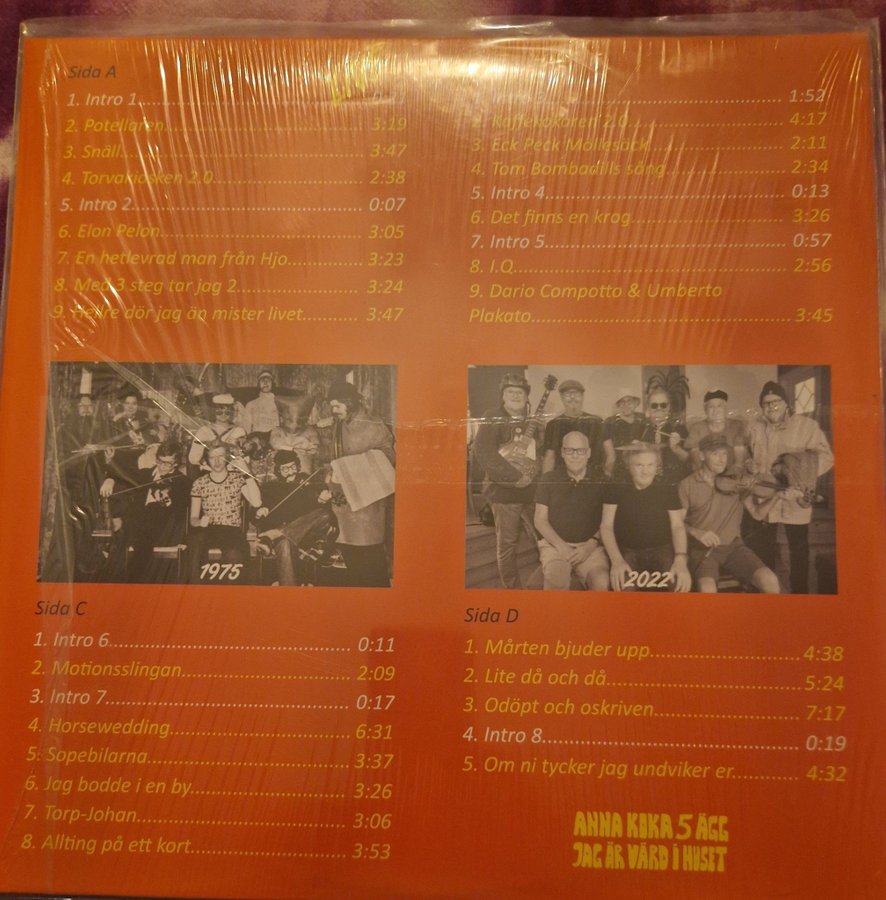 Sida A
1. Intro 1
2. Potellaren 3:19
3. Snäll 3:47
4. Torvakiosken 2.0 2:38
5. Intro 2 0:07
6. Elon Pelon 3:05
7. En hetlevrad man från Hjo 3:23
8. Med 3 steg tar jag 2 3:24
9. Hellre dör jag än mister livet 3:47
1:52
Kaffekokaren 2.0 4:17
3. Eck Peck Möllesäck 2:11
4. Tom Bombadills sång 2:34
5. Intro 4 0:13
6. Det finns en krog 3:26
7. Intro 5 0:57
8. I.Q. 2:56
9. Dario Compotto & Umberto
Plakato 3:45
1975
2022
Sida C
1. Intro 6 0:11
2. Motionsslingan 2:09
3. Intro 7 0:17
4. Horsewedding 6:31
5. Sopebilarna 3:37
6. Jag bodde i en by 3:26
7. Torp-Johan 3:06
8. Allting på ett kort 3:53
Sida D
1. Mårten bjuder upp 4:38
2. Lite då och då 5:24
3. Odöpt och oskriven 7:17
4. Intro 8 0:19
5. Om ni tycker jag undviker er 4:32
ANNA KOKA 5 ÄGG
JAG ÄR VÄRD I HUSET